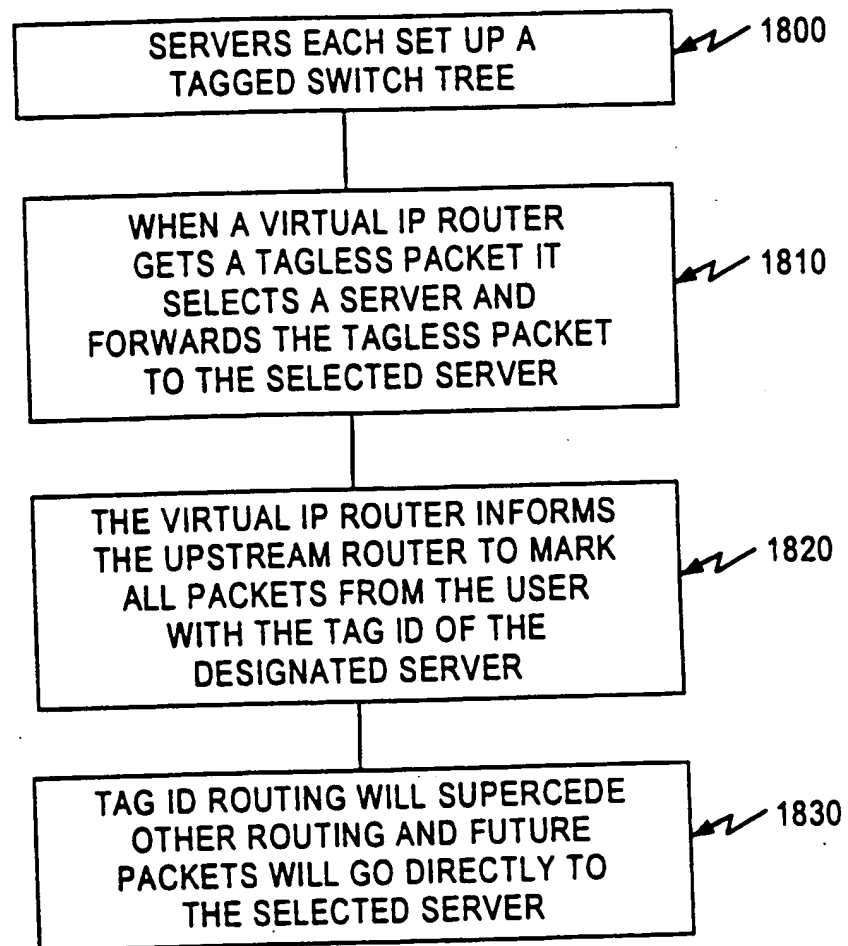 SERVERS EACH SET UP A
TAGGED SWITCH TREE
1800
WHEN A VIRTUAL IP ROUTER
GETS A TAGLESS PACKET IT
SELECTS A SERVER AND
FORWARDS THE TAGLESS PACKET
TO THE SELECTED SERVER
1810
THE VIRTUAL IP ROUTER INFORMS
THE UPSTREAM ROUTER TO MARK
ALL PACKETS FROM THE USER
WITH THE TAG ID OF THE
DESIGNATED SERVER
1820
TAG ID ROUTING WILL SUPERCEDE
OTHER ROUTING AND FUTURE
PACKETS WILL GO DIRECTLY TO
THE SELECTED SERVER
1830